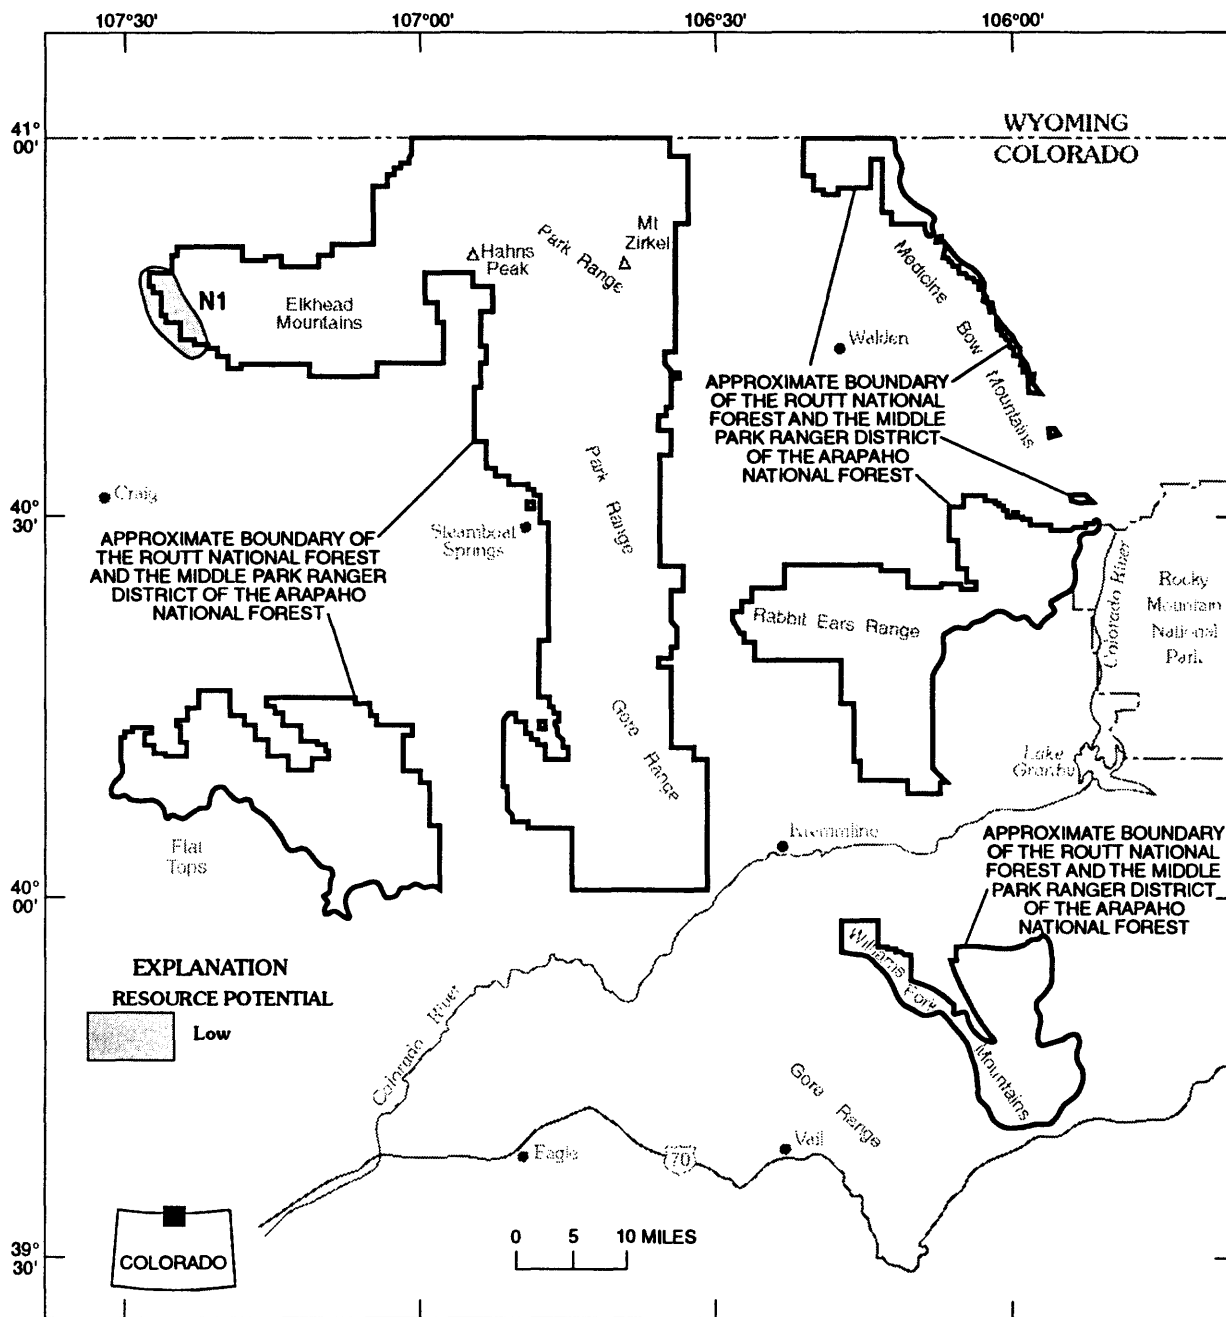 107°30'
107°00'
106°30'
106°00'
41°
00'
WYOMING
COLORADO
Mt
Zirkel
Park Range
Hahns
Peak
N1
Elkhead
Mountains
Medicine Bow Mountains
Walden
APPROXIMATE BOUNDARY
OF THE ROUTT NATIONAL
FOREST AND THE MIDDLE
PARK RANGER DISTRICT
OF THE ARAPAHO
NATIONAL FOREST
Park Range
Craig
40°
30'
Steamboat
Springs
APPROXIMATE BOUNDARY OF
THE ROUTT NATIONAL FOREST
AND THE MIDDLE PARK RANGER
DISTRICT OF THE ARAPAHO
NATIONAL FOREST
Colorado River
Rocky
Mountain
National
Park
Rabbit Ears Range
Gore Range
Lake
Granby
Flat
Tops
Kremmling
APPROXIMATE BOUNDARY
OF THE ROUTT NATIONAL
FOREST AND THE MIDDLE
PARK RANGER DISTRICT
OF THE ARAPAHO
NATIONAL FOREST
40°
00'
Williams Fork Mountains
EXPLANATION
RESOURCE POTENTIAL
Low
Colorado River
Gore Range
Vail
Eagle
70
COLORADO
0 5 10 MILES
39°
30'